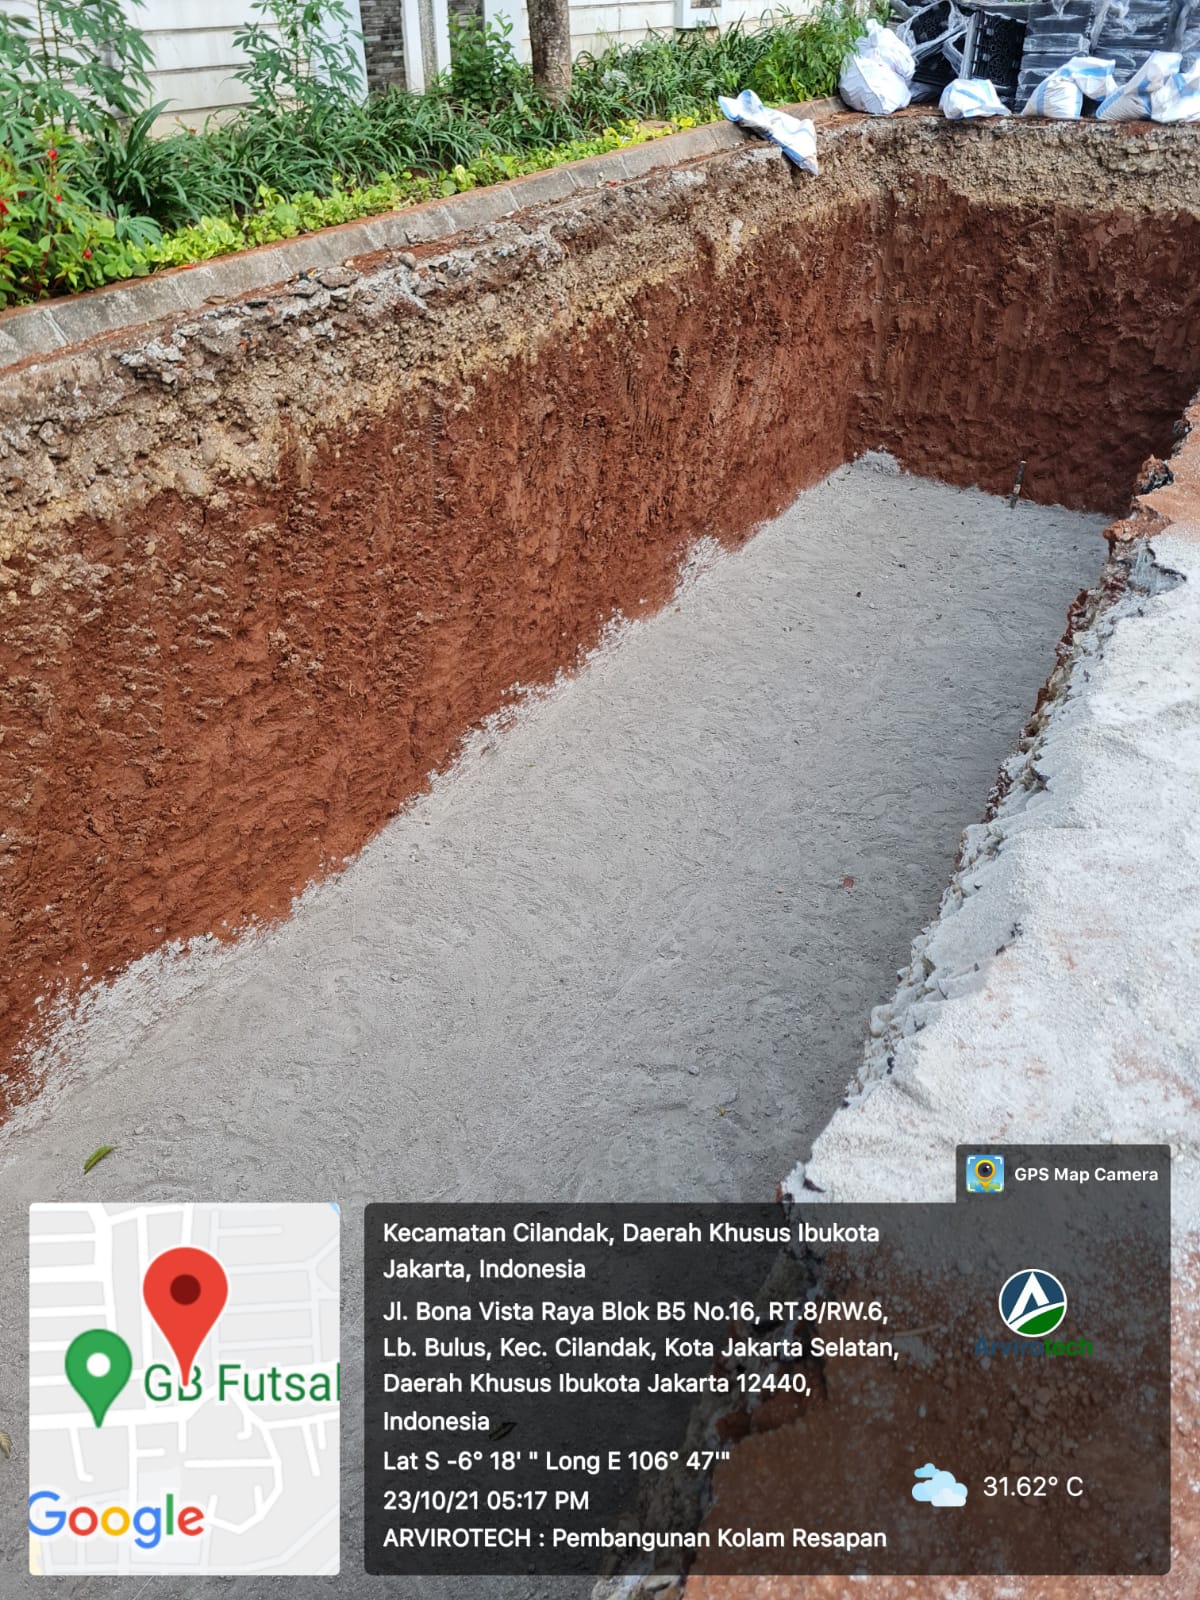 GPS Map Camera
Kecamatan Cilandak, Daerah Khusus Ibukota
Jakarta, Indonesia
Jl. Bona Vista Raya Blok B5 No.16, RT.8/RW.6,
Lb. Bulus, Kec. Cilandak, Kota Jakarta Selatan,
Daerah Khusus Ibukota Jakarta 12440,
Indonesia
Lat S -6° 18' " Long E 106° 47'"
23/10/21 05:17 PM
ARVIROTECH : Pembangunan Kolam Resapan
Arvirotech
31.62° C
GB Futsal
Google